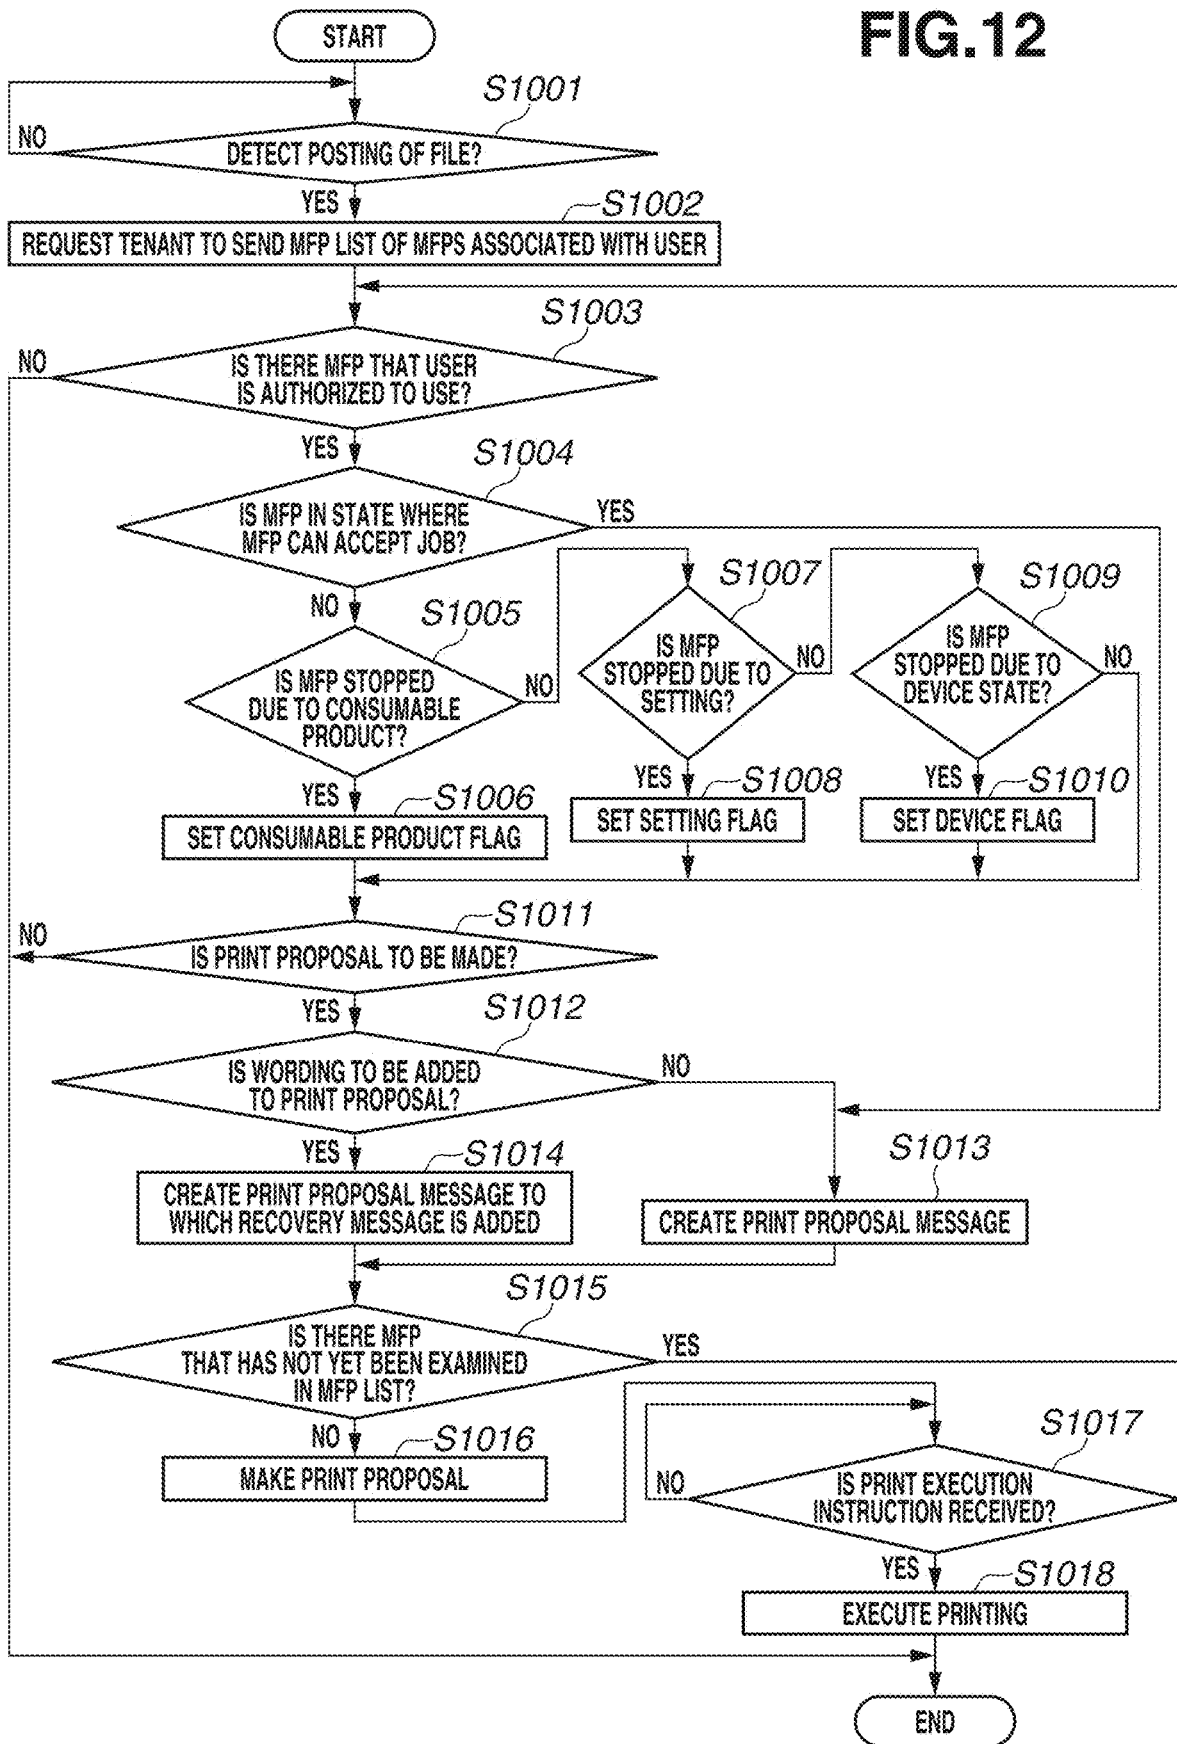 FIG.12
START
S1001
NO
DETECT POSTING OF FILE?
YES
S1002
REQUEST TENANT TO SEND MFP LIST OF MFPS ASSOCIATED WITH USER
S1003
NO
IS THERE MFP THAT USER
IS AUTHORIZED TO USE?
YES
S1004
IS MFP IN STATE WHERE
MFP CAN ACCEPT JOB?
YES
NO
S1005
IS MFP STOPPED
DUE TO CONSUMABLE
PRODUCT?
NO
S1007
IS MFP
STOPPED DUE TO
SETTING?
NO
S1009
IS MFP
STOPPED DUE TO
DEVICE STATE?
NO
YES
S1006
SET CONSUMABLE PRODUCT FLAG
YES
S1008
SET SETTING FLAG
YES
S1010
SET DEVICE FLAG
S1011
NO
IS PRINT PROPOSAL TO BE MADE?
YES
S1012
IS WORDING TO BE ADDED
TO PRINT PROPOSAL?
NO
YES
S1014
CREATE PRINT PROPOSAL MESSAGE TO
WHICH RECOVERY MESSAGE IS ADDED
S1013
CREATE PRINT PROPOSAL MESSAGE
S1015
IS THERE MFP
THAT HAS NOT YET BEEN EXAMINED
IN MFP LIST?
YES
NO
S1016
MAKE PRINT PROPOSAL
S1017
NO
IS PRINT EXECUTION
INSTRUCTION RECEIVED?
YES
S1018
EXECUTE PRINTING
END